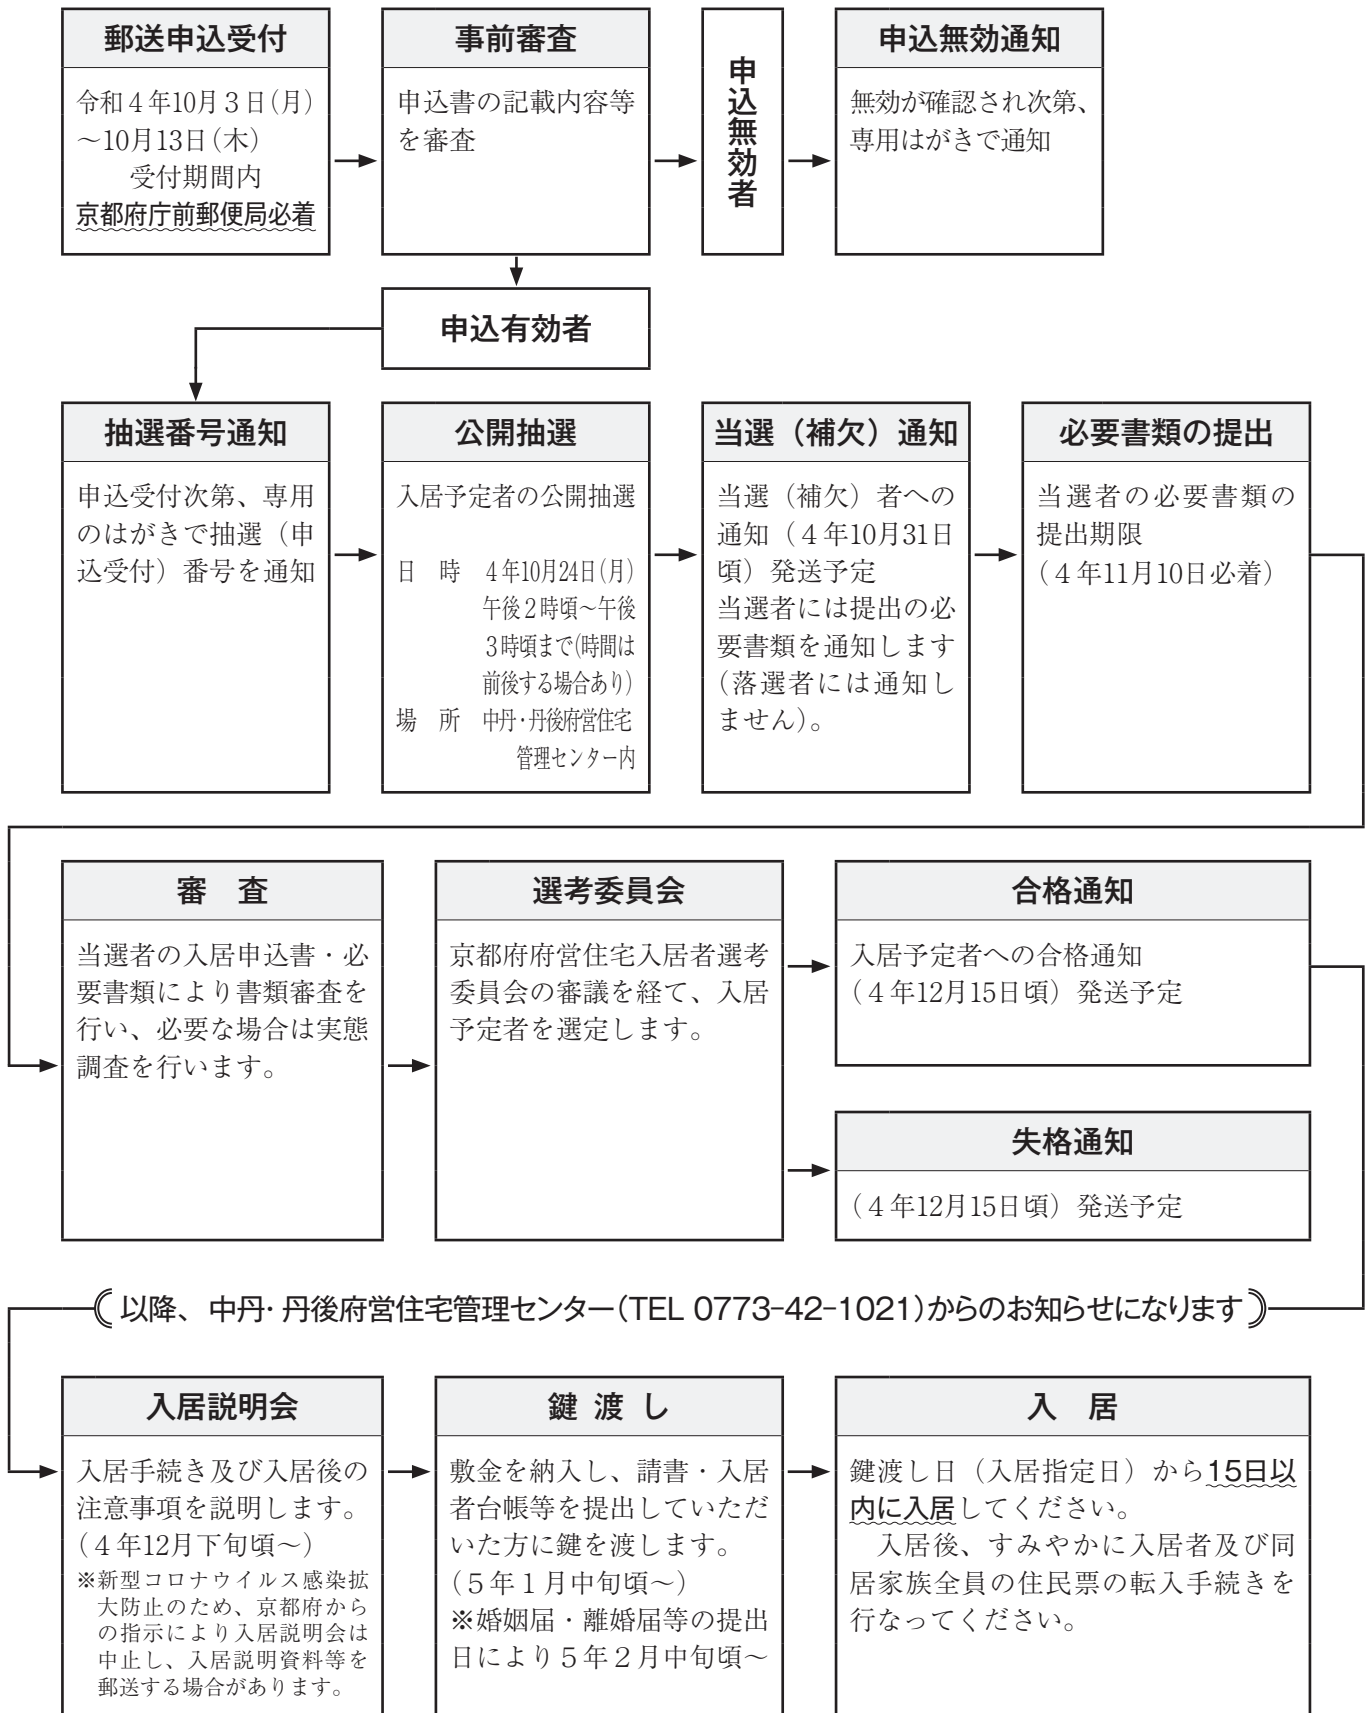 郵送申込受付
令和４年10月３日(月)
～10月13日(木)
受付期間内
京都府庁前郵便局必着
事前審査
申込書の記載内容等
を審査
申込無効者
申込無効通知
無効が確認され次第、
専用はがきで通知
申込有効者
抽選番号通知
申込受付次第、専用
のはがきで抽選（申
込受付）番号を通知
公開抽選
入居予定者の公開抽選
日　時　４年10月24日(月)
午後２時頃～午後
３時頃まで(時間は
前後する場合あり)
場　所　中丹・丹後府営住宅
管理センター内
当選（補欠）通知
当選（補欠）者への
通知（４年10月31日
頃）発送予定
当選者には提出の必
要書類を通知します
（落選者には通知し
ません）。
必要書類の提出
当選者の必要書類の
提出期限
（４年11月10日必着）
審　査
当選者の入居申込書・必
要書類により書類審査を
行い、必要な場合は実態
調査を行います。
選考委員会
京都府府営住宅入居者選考
委員会の審議を経て、入居
予定者を選定します。
合格通知
入居予定者への合格通知
（４年12月15日頃）発送予定
失格通知
（４年12月15日頃）発送予定
以降、中丹・丹後府営住宅管理センター(TEL 0773-42-1021)からのお知らせになります
入居説明会
入居手続き及び入居後の
注意事項を説明します。
（４年12月下旬頃～）
※新型コロナウイルス感染拡
大防止のため、京都府から
の指示により入居説明会は
中止し、入居説明資料等を
郵送する場合があります。
鍵 渡 し
敷金を納入し、請書・入居
者台帳等を提出していただ
いた方に鍵を渡します。
（５年１月中旬頃～）
※婚姻届・離婚届等の提出
日により５年２月中旬頃～
入　居
鍵渡し日（入居指定日）から15日以
内に入居してください。
入居後、すみやかに入居者及び同
居家族全員の住民票の転入手続きを
行なってください。